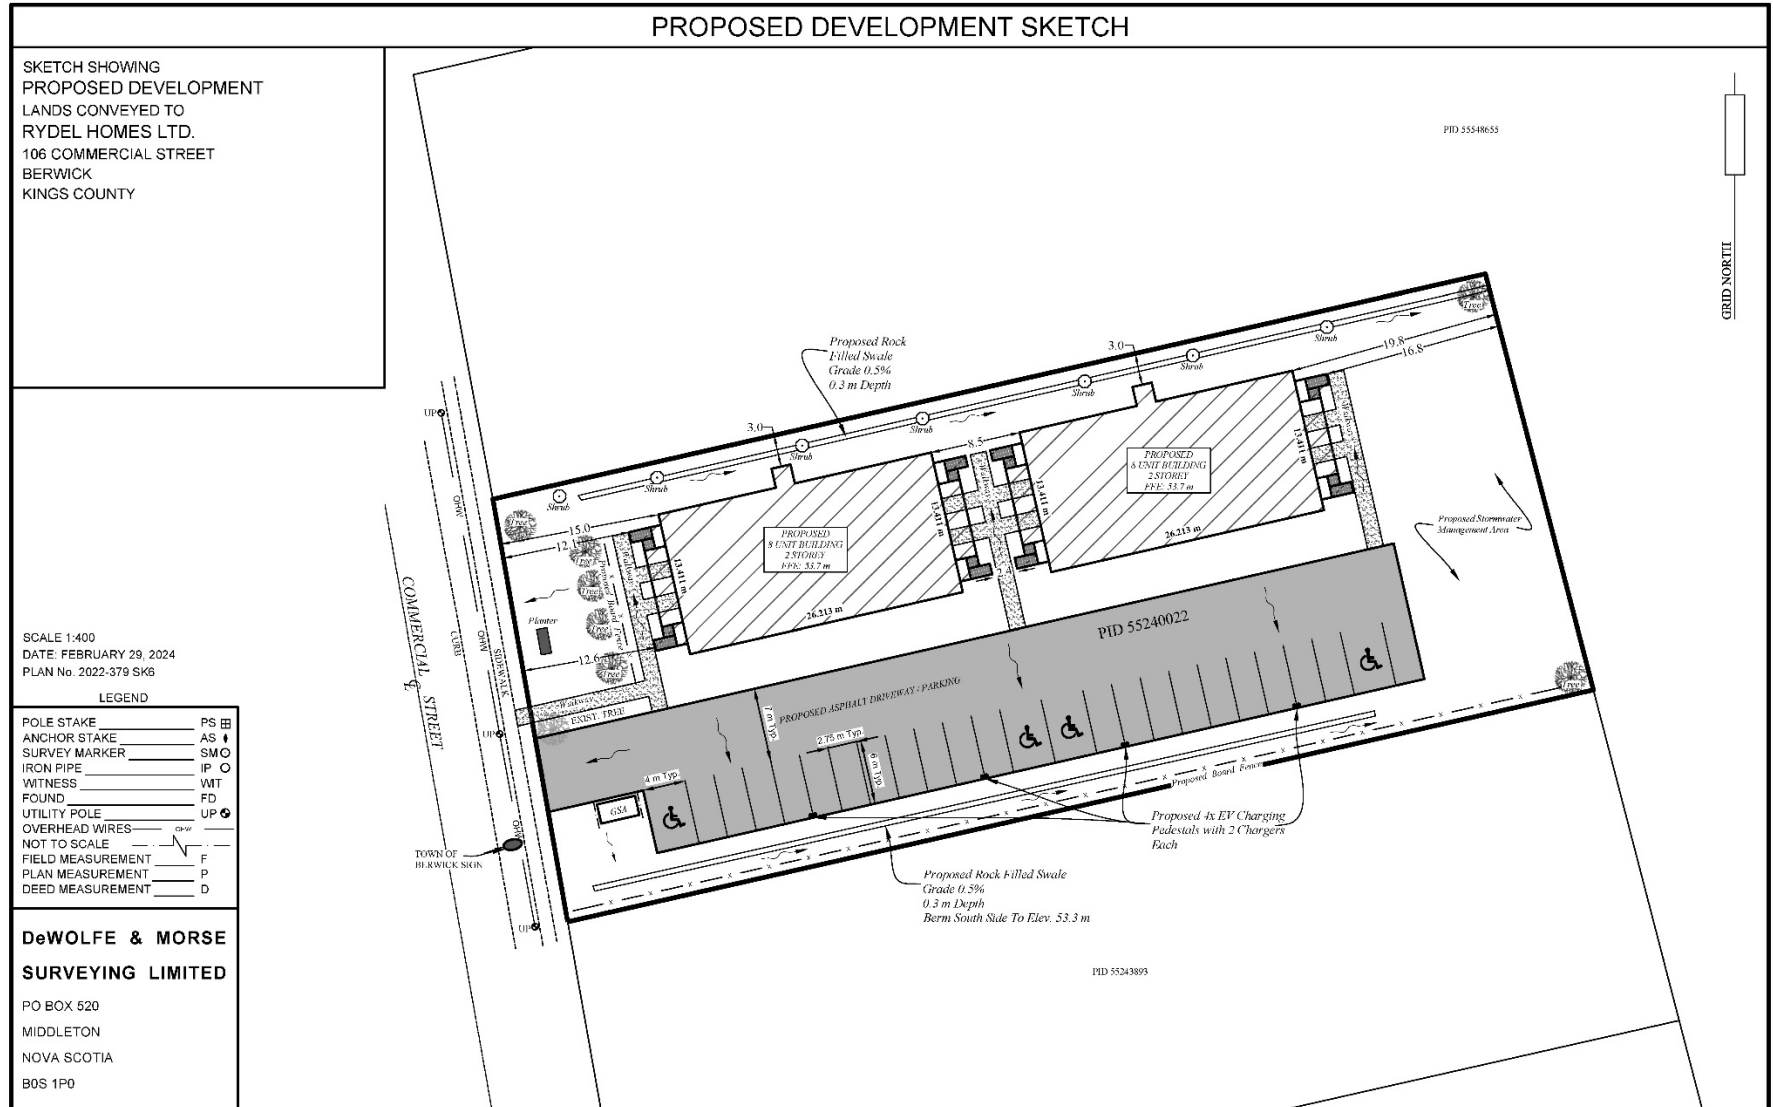 PROPOSED DEVELOPMENT SKETCH
SKETCH SHOWING
PROPOSED DEVELOPMENT
LANDS CONVEYED TO
RYDEL HOMES LTD.
106 COMMERCIAL STREET
BERWICK
KINGS COUNTY
PID 55548655
GRID NORTH
Proposed Rock
Filled Swale
Grade 0.5%
0.3 m Depth
3.0
3.0
19.8
16.8
Tree
Shrub
Shrub
Shrub
Shrub
Shrub
Shrub
Shrub
UP
OHW
8.5
Walkway
Walkway
13.411 m
13.411 m
13.411 m
13.411 m
PROPOSED
8 UNIT BUILDING
2 STOREY
FFE: 53.7 m
26.213 m
PROPOSED
8 UNIT BUILDING
2 STOREY
FFE: 53.7 m
26.213 m
Proposed Stormwater
Management Area
Tree
15.0
12.1
Tree
Tree
Tree
Tree
Walkway
Proposed Board Fence
Planter
12.6
7.4
Walkway
EXIST. TREE
COMMERCIAL STREET
CL
CURB
OHW
SIDEWALK
UP
PID 55240022
PROPOSED ASPHALT DRIVEWAY / PARKING
7 m Typ.
2.75 m Typ.
6 m Typ.
4 m Typ.
GSA
Tree
Proposed Board Fence
SCALE 1:400
DATE: FEBRUARY 29, 2024
PLAN No. 2022-379 SK6
LEGEND
POLE STAKE PS
ANCHOR STAKE AS
SURVEY MARKER SM
IRON PIPE IP
WITNESS WIT
FOUND FD
UTILITY POLE UP
OVERHEAD WIRES OHW
NOT TO SCALE
FIELD MEASUREMENT F
PLAN MEASUREMENT P
DEED MEASUREMENT D
OHW
TOWN OF
BERWICK SIGN
UP
Proposed 4x EV Charging
Pedestals with 2 Chargers
Each
Proposed Rock Filled Swale
Grade 0.5%
0.3 m Depth
Berm South Side To Elev. 53.3 m
PID 55243893
DeWOLFE & MORSE
SURVEYING LIMITED
PO BOX 520
MIDDLETON
NOVA SCOTIA
B0S 1P0